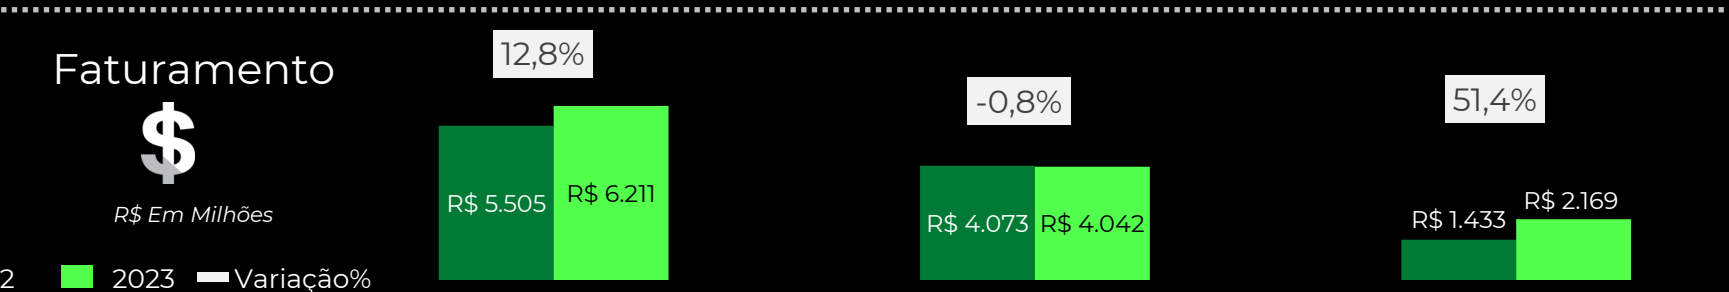 Faturamento
$
R$ Em Milhões
2
2023
Variação%
12,8%
R$ 5.505
R$ 6.211
-0,8%
R$ 4.073
R$ 4.042
51,4%
R$ 1.433
R$ 2.169